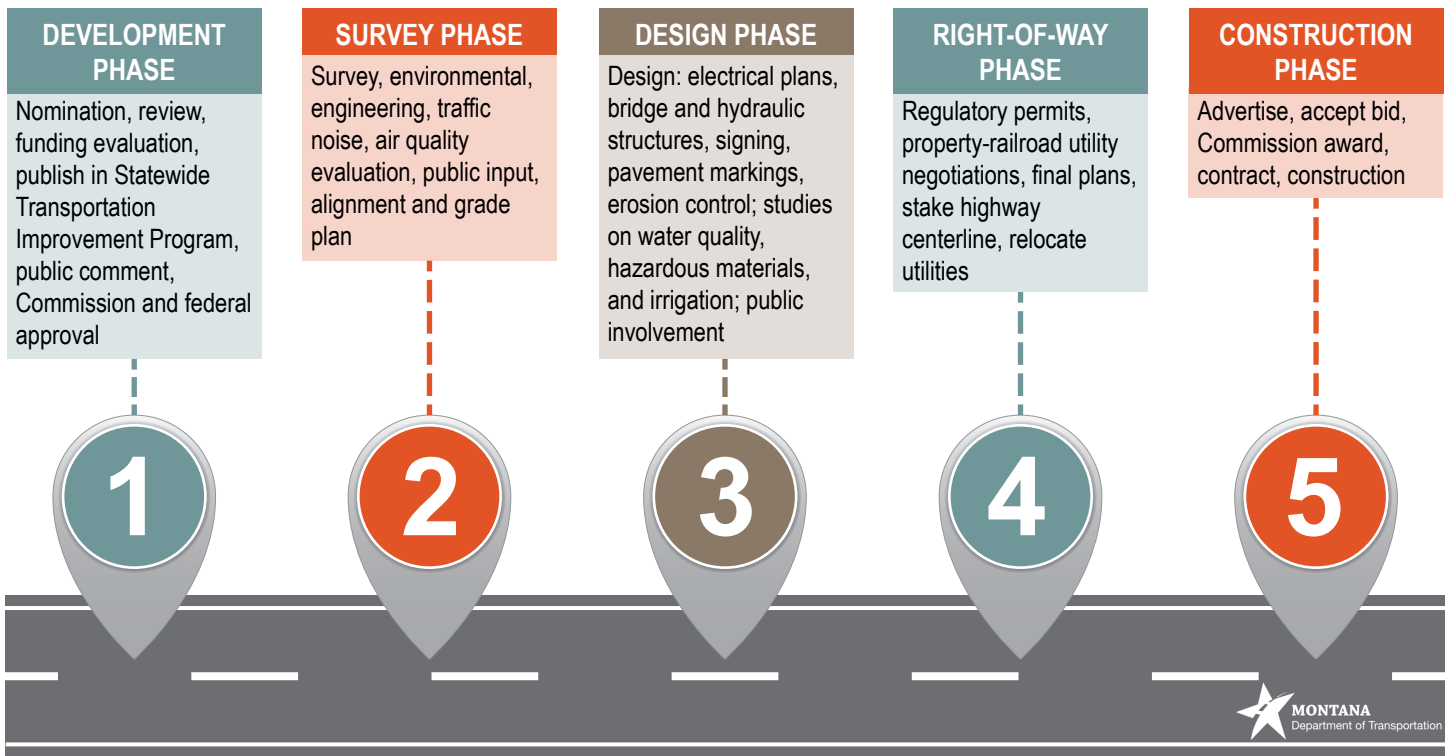 DEVELOPMENT
PHASE
Nomination, review,
funding evaluation,
publish in Statewide
Transportation
Improvement Program,
public comment,
Commission and federal
approval
1
SURVEY PHASE
Survey, environmental,
engineering, traffic
noise, air quality
evaluation, public input,
alignment and grade
plan
2
DESIGN PHASE
Design: electrical plans,
bridge and hydraulic
structures, signing,
pavement markings,
erosion control; studies
on water quality,
hazardous materials,
and irrigation; public
involvement
3
RIGHT-OF-WAY
PHASE
Regulatory permits,
property-railroad utility
negotiations, final plans,
stake highway
centerline, relocate
utilities
4
CONSTRUCTION
PHASE
Advertise, accept bid,
Commission award,
contract, construction
5
MONTANA
Department of Transportation